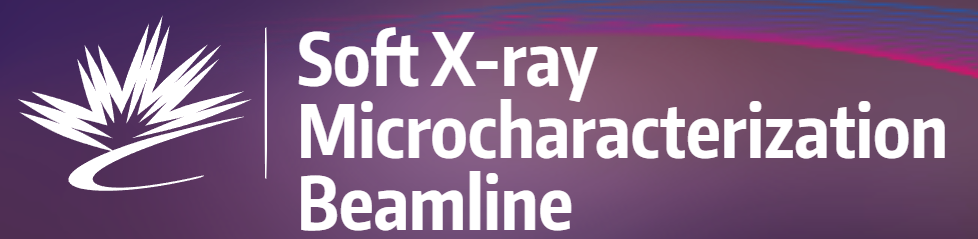 Soft X-ray
Microcharacterization
Beamline